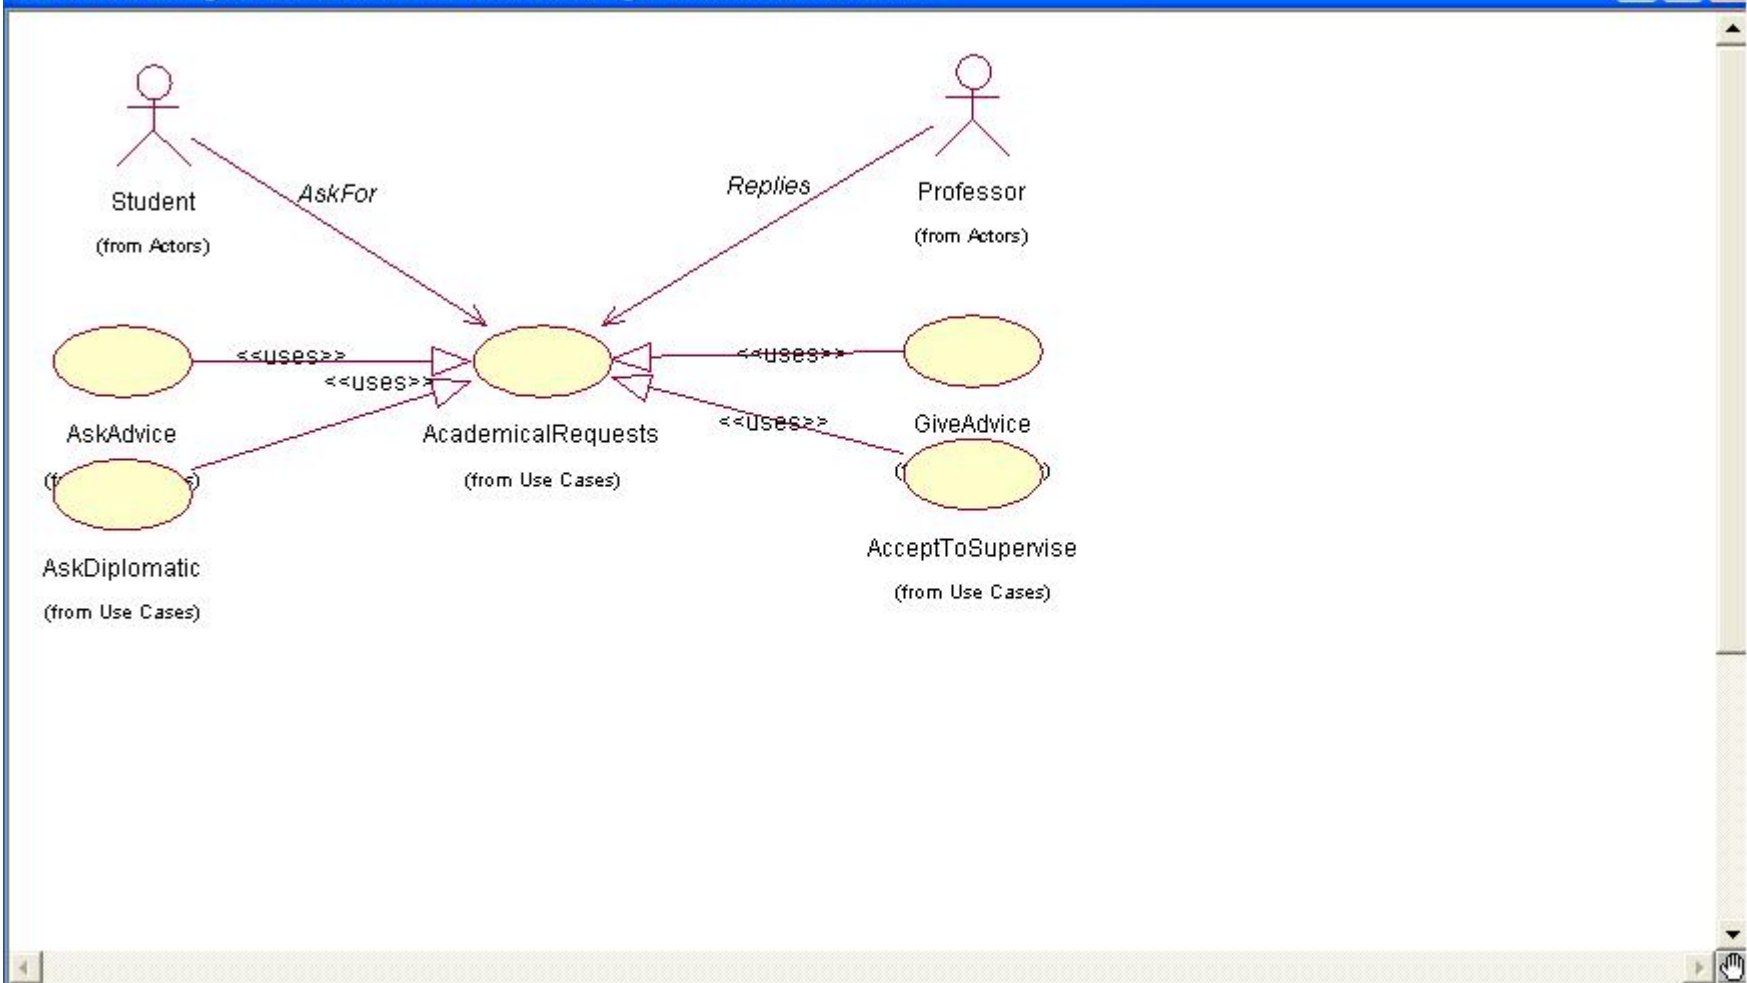 Student
(from Actors)
AskFor
Replies
Professor
(from Actors)
<<uses>>
<<uses>>
<<uses>>
<<uses>>
AskAdvice
AcademicalRequests
(from Use Cases)
GiveAdvice
AskDiplomatic
(from Use Cases)
AcceptToSupervise
(from Use Cases)